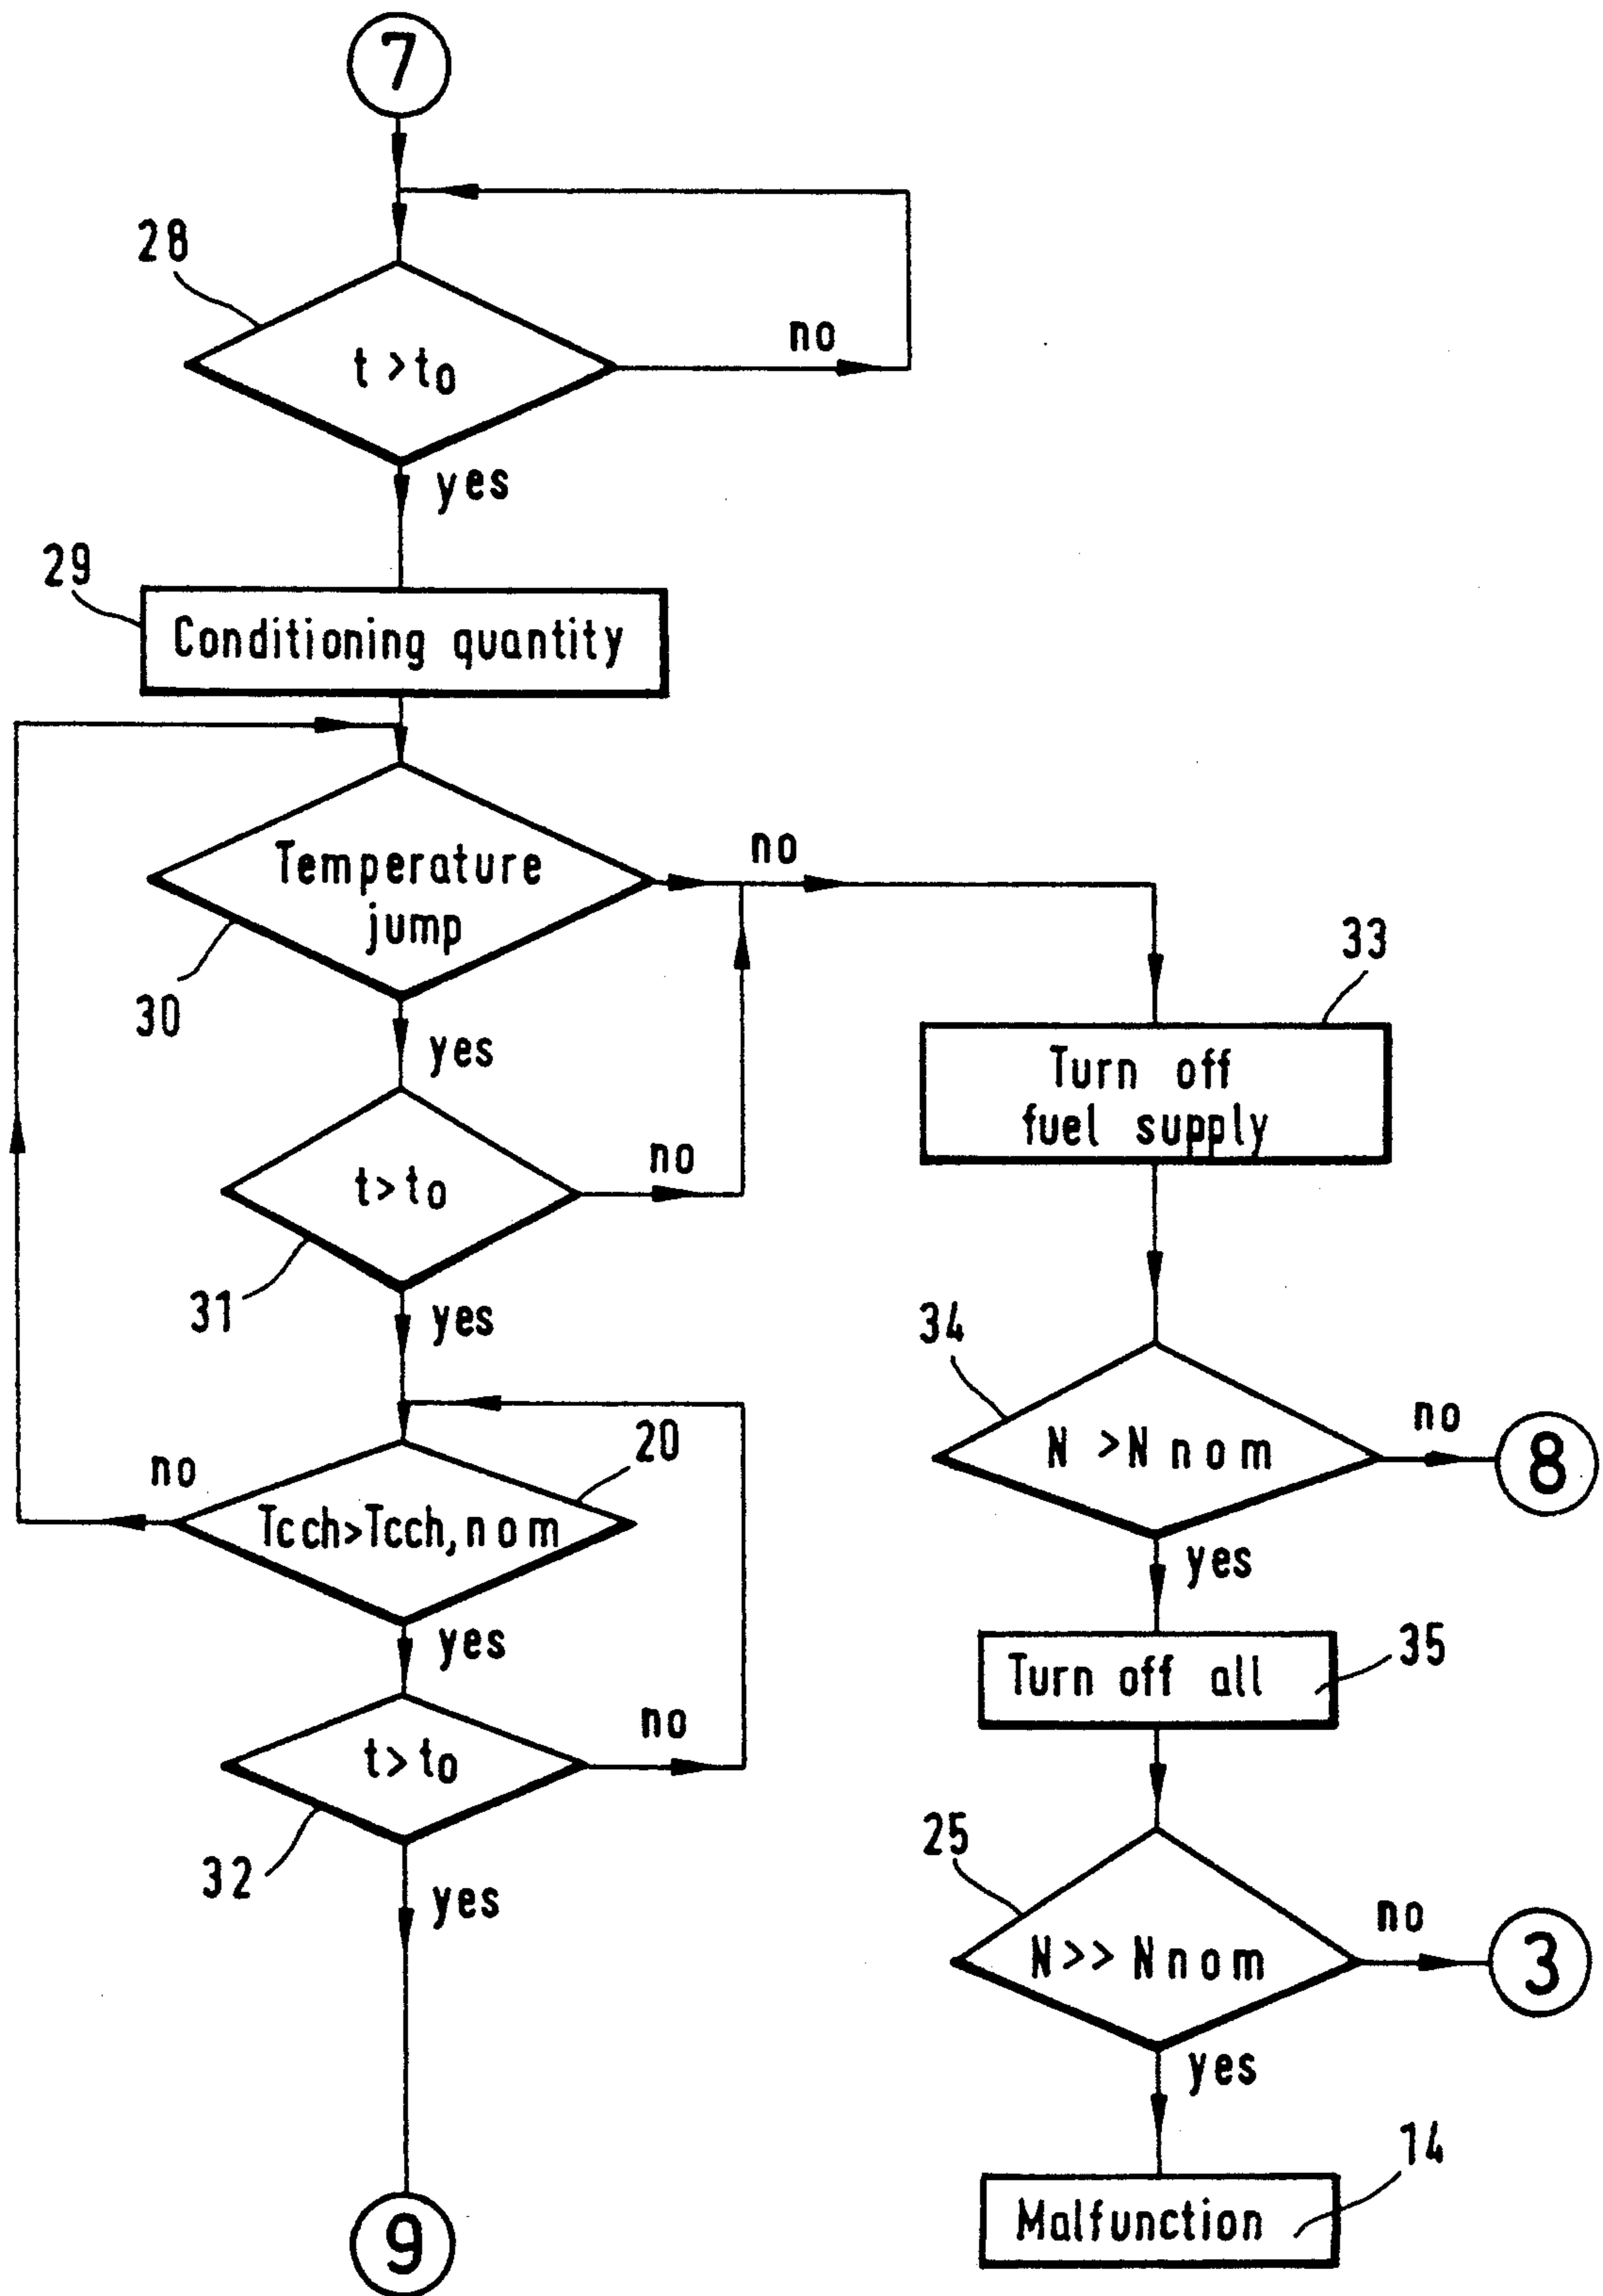 7
28
t > t0
no
yes
29
Conditioning quantity
Temperature
jump
no
30
yes
33
Turn off
fuel supply
t > t0
no
31
yes
34
N > N nom
no
8
20
no
Tcch>Tcch,nom
yes
yes
Turn off all
35
t > t0
no
32
yes
25
N>> N nom
no
3
yes
14
Malfunction
9